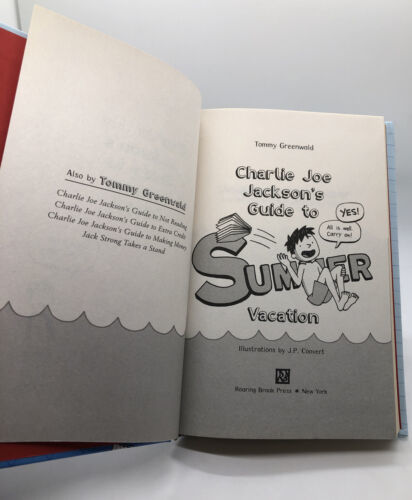 Also by Tommy Greenwald
Charlie Joe Jackson's Guide to Not Reading
Charlie Joe Jackson's Guide to Extra Credit
Charlie Joe Jackson's Guide to Making Money
Jack Strong Takes a Stand
Tommy Greenwald
Charlie Joe
Jackson's
Guide to
YES!
All is well.
Carry on!
SUMMER
Vacation
Illustrations by J.P. Coovert
RB
Roaring Brook Press ★ New York